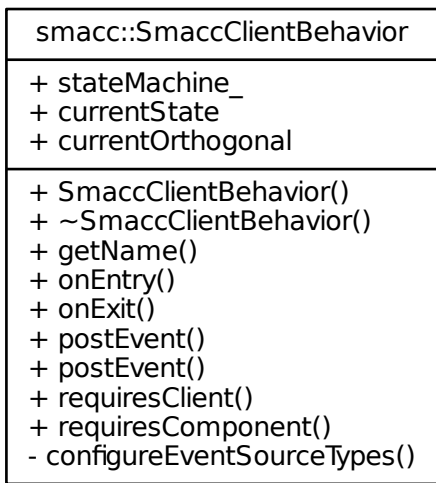 smacc::SmaccClientBehavior
+ stateMachine_
+ currentState
+ currentOrthogonal
+ SmaccClientBehavior()
+ ~SmaccClientBehavior()
+ getName()
+ onEntry()
+ onExit()
+ postEvent()
+ postEvent()
+ requiresClient()
+ requiresComponent()
- configureEventSourceTypes()